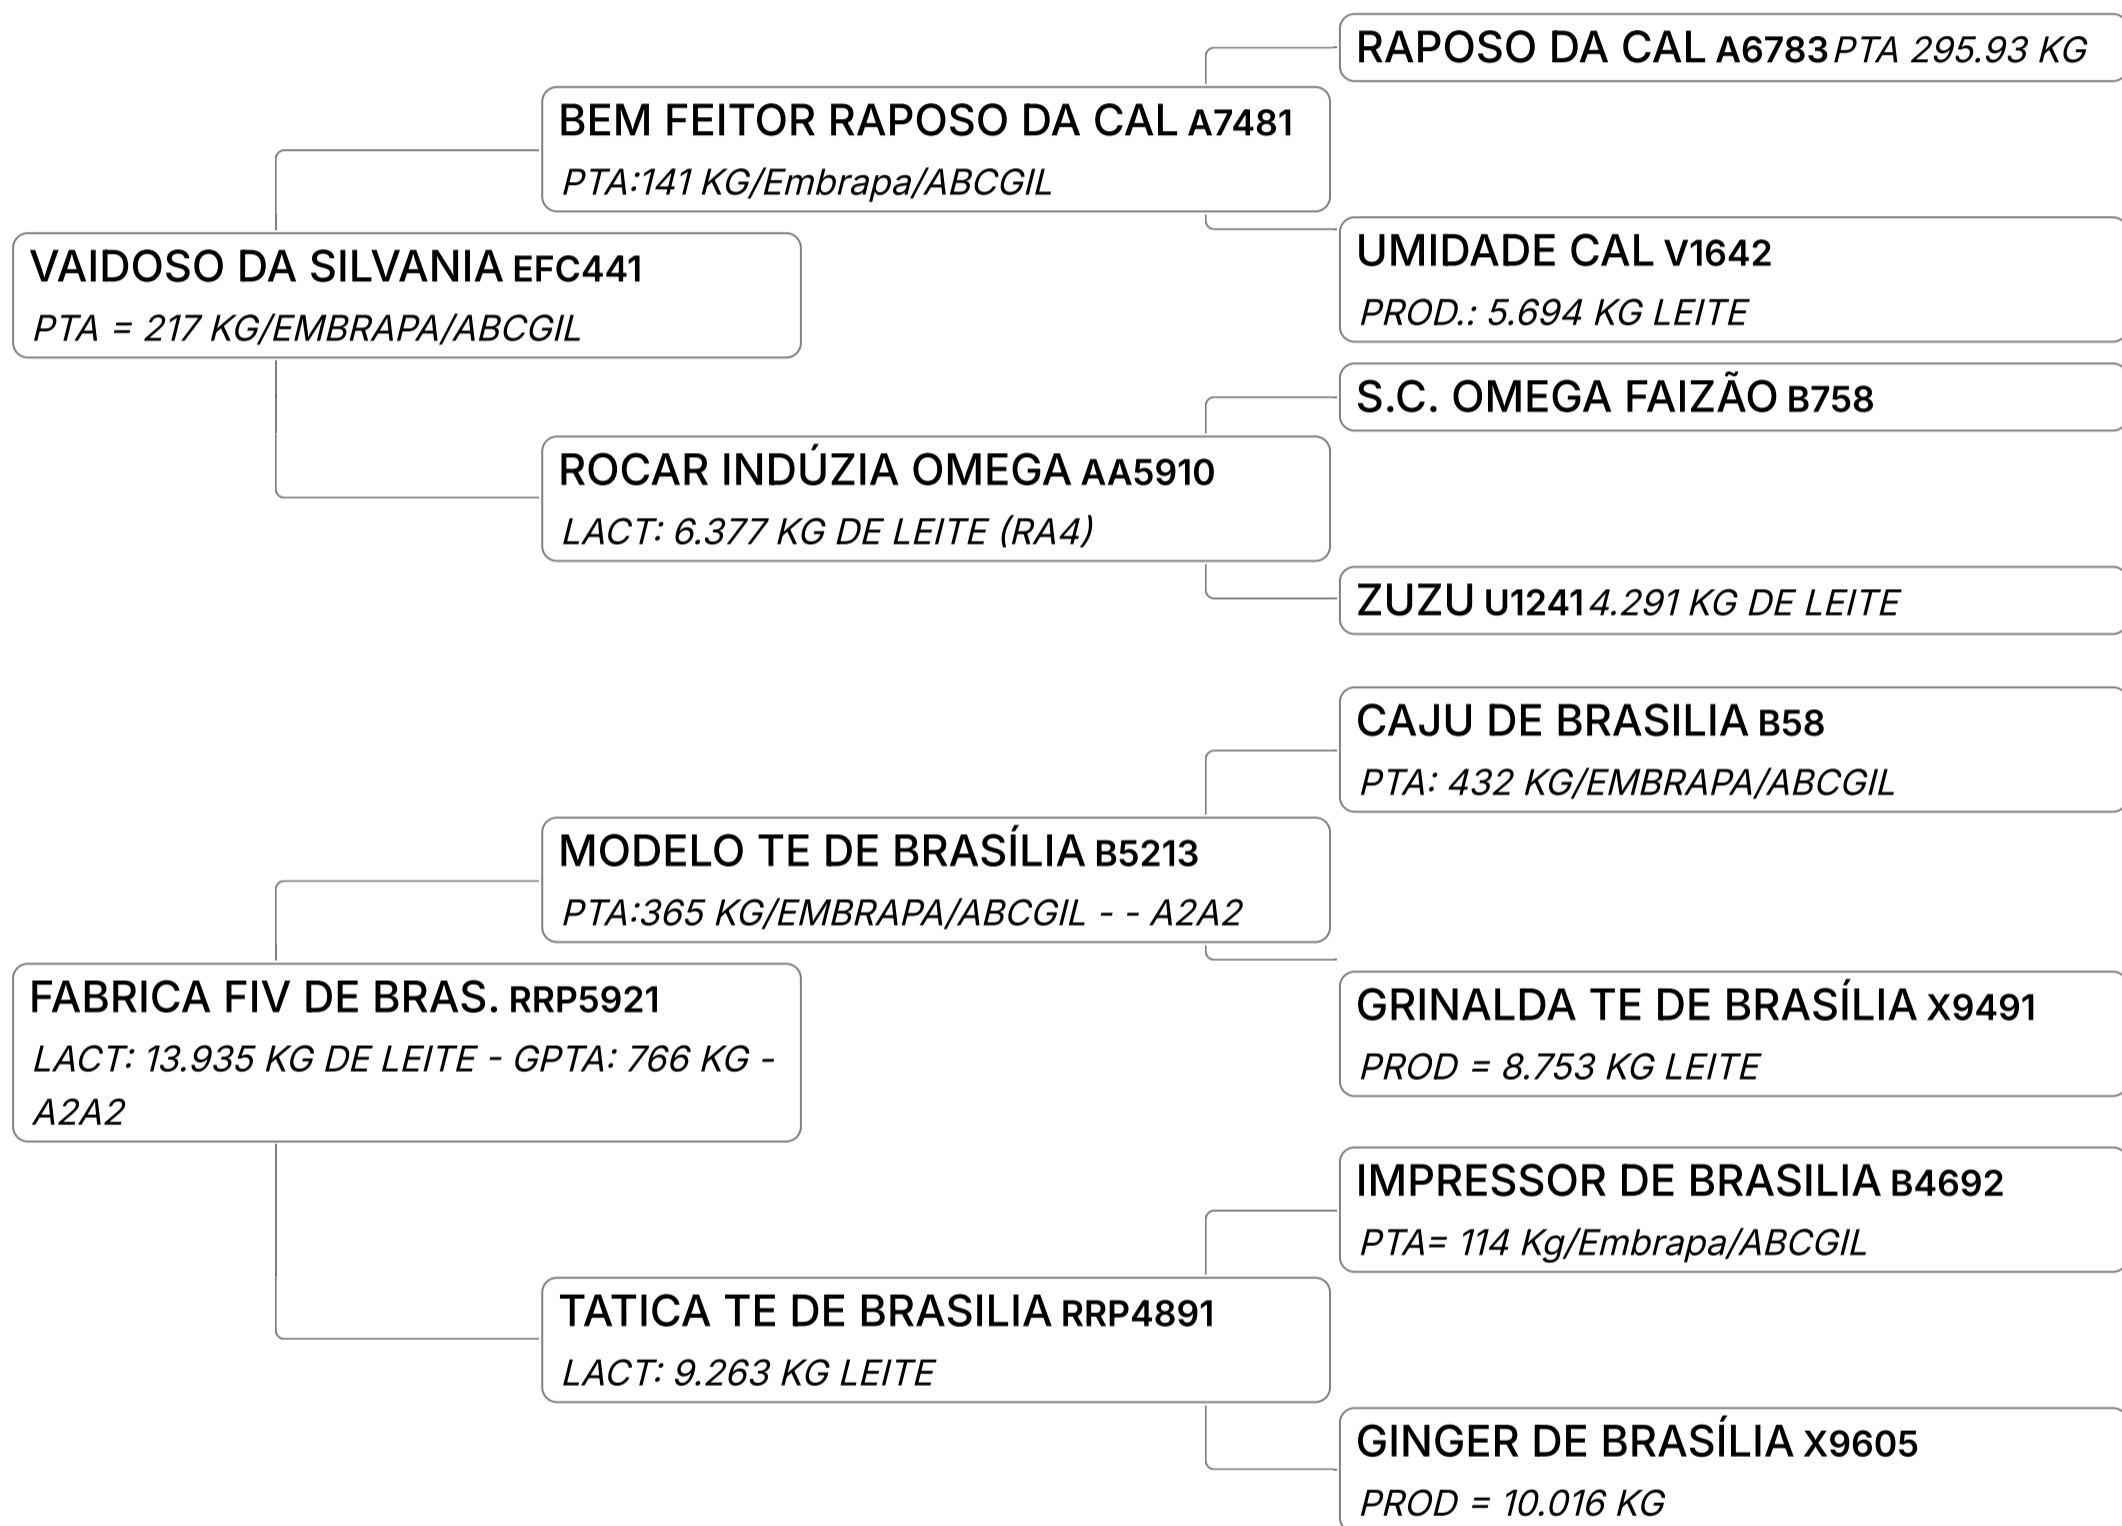 RAPOSO DA CAL A6783 PTA 295.93 KG
BEM FEITOR RAPOSO DA CAL A7481
PTA:141 KG/Embrapa/ABCGIL
UMIDADE CAL V1642
PROD.: 5.694 KG LEITE
VAIDOSO DA SILVANIA EFC441
PTA = 217 KG/EMBRAPA/ABCGIL
S.C. OMEGA FAIZÃO B758
ROCAR INDÚZIA OMEGA AA5910
LACT: 6.377 KG DE LEITE (RA4)
ZUZU U1241 4.291 KG DE LEITE
CAJU DE BRASILIA B58
PTA: 432 KG/EMBRAPA/ABCGIL
MODELO TE DE BRASÍLIA B5213
PTA:365 KG/EMBRAPA/ABCGIL - - A2A2
GRINALDA TE DE BRASÍLIA X9491
PROD = 8.753 KG LEITE
FABRICA FIV DE BRAS. RRP5921
LACT: 13.935 KG DE LEITE - GPTA: 766 KG -
A2A2
IMPRESSOR DE BRASILIA B4692
PTA= 114 Kg/Embrapa/ABCGIL
TATICA TE DE BRASILIA RRP4891
LACT: 9.263 KG LEITE
GINGER DE BRASÍLIA X9605
PROD = 10.016 KG